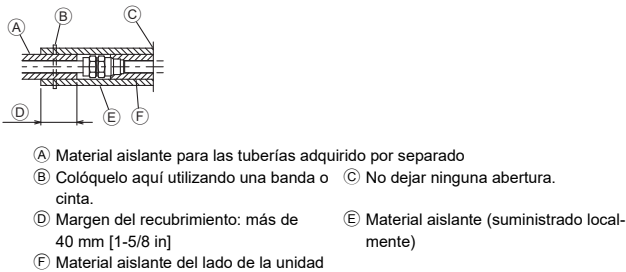 Ⓐ
Ⓑ
Ⓒ
Ⓓ
Ⓔ
Ⓕ
Ⓐ Material aislante para las tuberías adquirido por separado
Ⓑ Colóquelo aquí utilizando una banda o cinta.
Ⓒ No dejar ninguna abertura.
Ⓓ Margen del recubrimiento: más de
40 mm [1-5/8 in]
Ⓔ Material aislante (suministrado local-
mente)
Ⓕ Material aislante del lado de la unidad